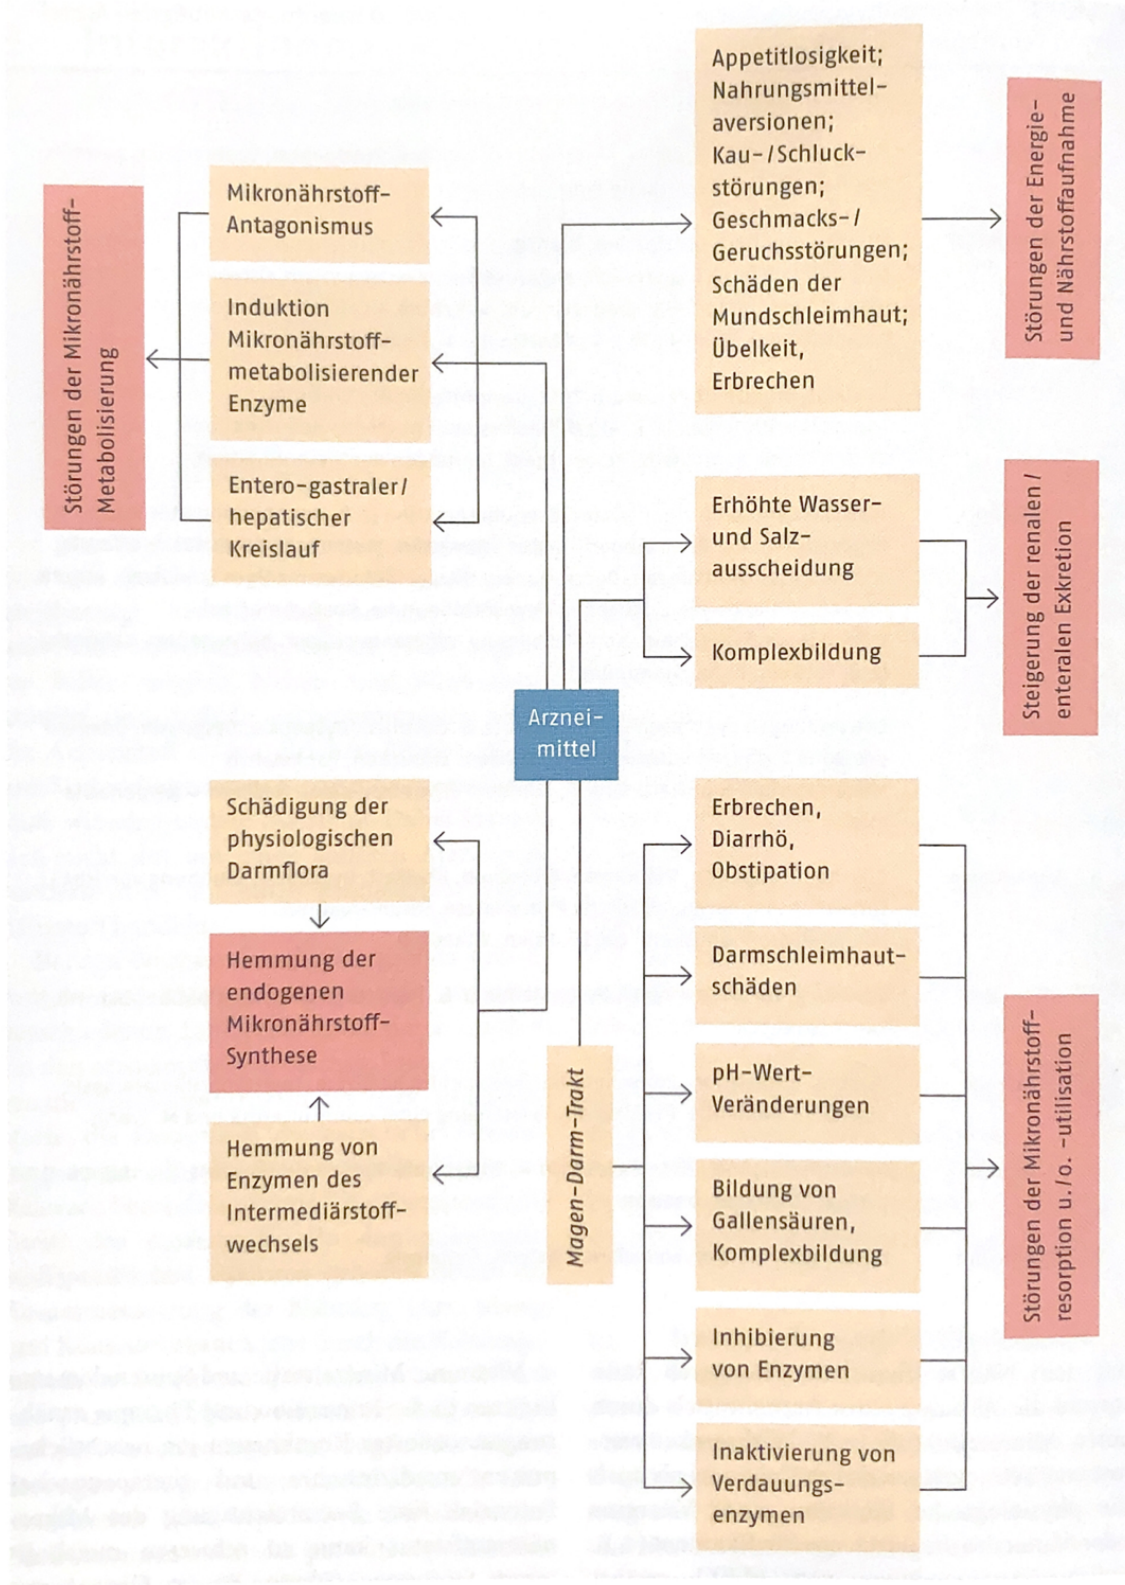 Appetitlosigkeit;
Nahrungsmittel-
aversionen;
Kau-/Schluck-
störungen;
Geschmacks-/
Geruchsstörungen;
Schäden der
Mundschleimhaut;
Übelkeit,
Erbrechen
Störungen der Energie-
und Nährstoffaufnahme
Mikronährstoff-
Antagonismus
Induktion
Mikronährstoff-
metabolisierender
Enzyme
Entero-gastraler/
hepatischer
Kreislauf
Störungen der Mikronährstoff-
Metabolisierung
Erhöhte Wasser-
und Salz-
ausscheidung
Komplexbildung
Steigerung der renalen/
enteralen Exkretion
Arznei-
mittel
Schädigung der
physiologischen
Darmflora
Hemmung der
endogenen
Mikronährstoff-
Synthese
Hemmung von
Enzymen des
Intermediärstoff-
wechsels
Magen-Darm-Trakt
Erbrechen,
Diarrhö,
Obstipation
Darmschleimhaut-
schäden
pH-Wert-
Veränderungen
Bildung von
Gallensäuren,
Komplexbildung
Inhibierung
von Enzymen
Inaktivierung von
Verdauungs-
enzymen
Störungen der Mikronährstoff-
resorption u./o. -utilisation